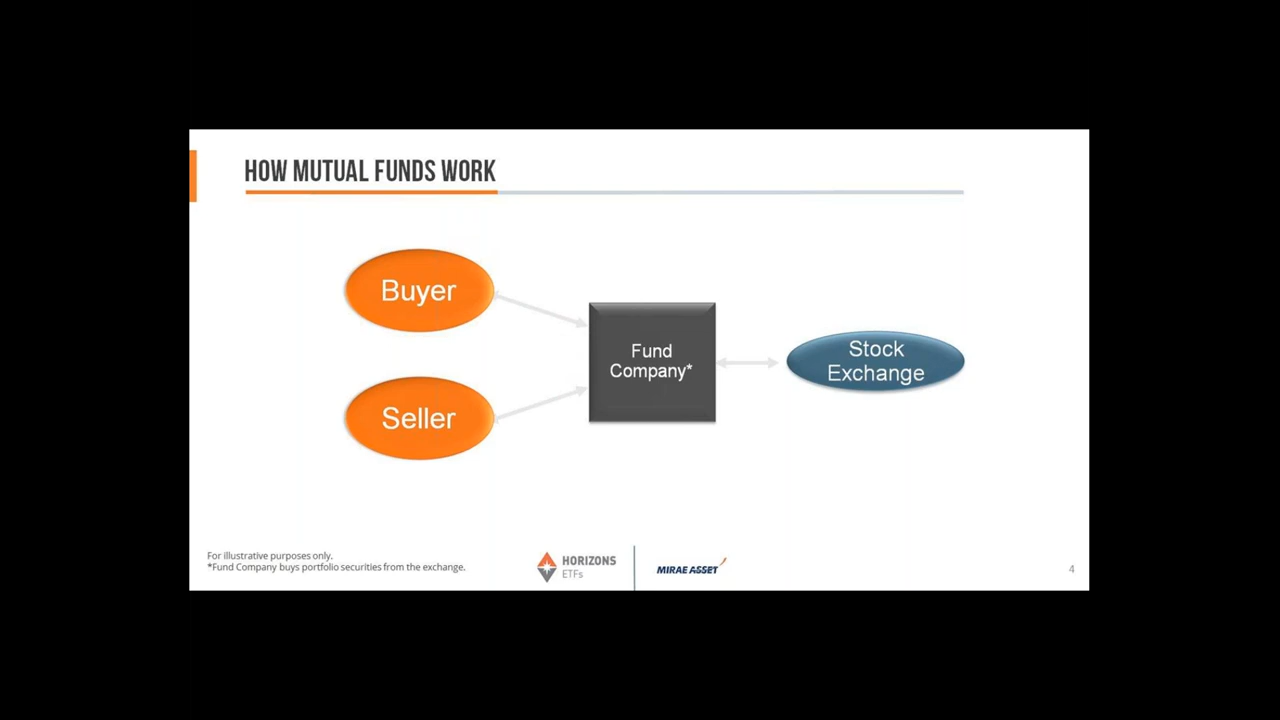 HOW MUTUAL FUNDS WORK
Buyer
Seller
Fund
Company*
Stock
Exchange
For illustrative purposes only.
*Fund Company buys portfolio securities from the exchange.
HORIZONS
ETFs
MIRAE ASSET
4